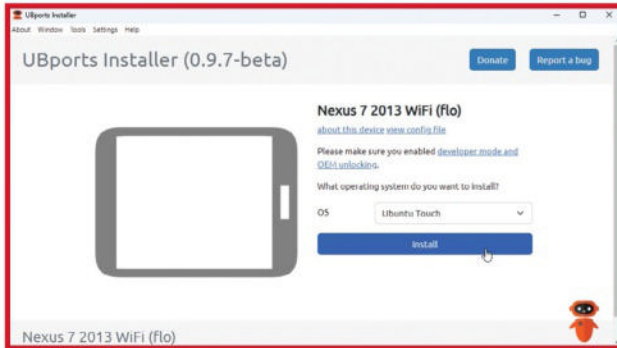 UBports Installer
About Window Tools Settings Help
UBports Installer (0.9.7-beta)
Donate
Report a bug
Nexus 7 2013 WiFi (flo)
about this device view config file
Please make sure you enabled developer mode and
OEM unlocking.
What operating system do you want to install?
OS
Ubuntu Touch
Install
Nexus 7 2013 WiFi (flo)